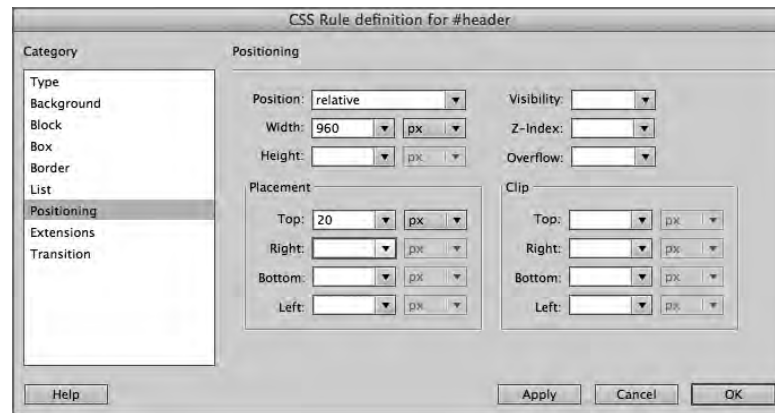 CSS Rule definition for #header
Category
Positioning
Type
Background
Block
Box
Border
List
Positioning
Extensions
Transition
Position: relative
Visibility:
Width: 960 px
Z-Index:
Height: px
Overflow:
Placement
Clip
Top: 20 px
Top: px
Right: px
Right: px
Bottom: px
Bottom: px
Left: px
Left: px
Help
Apply
Cancel
OK